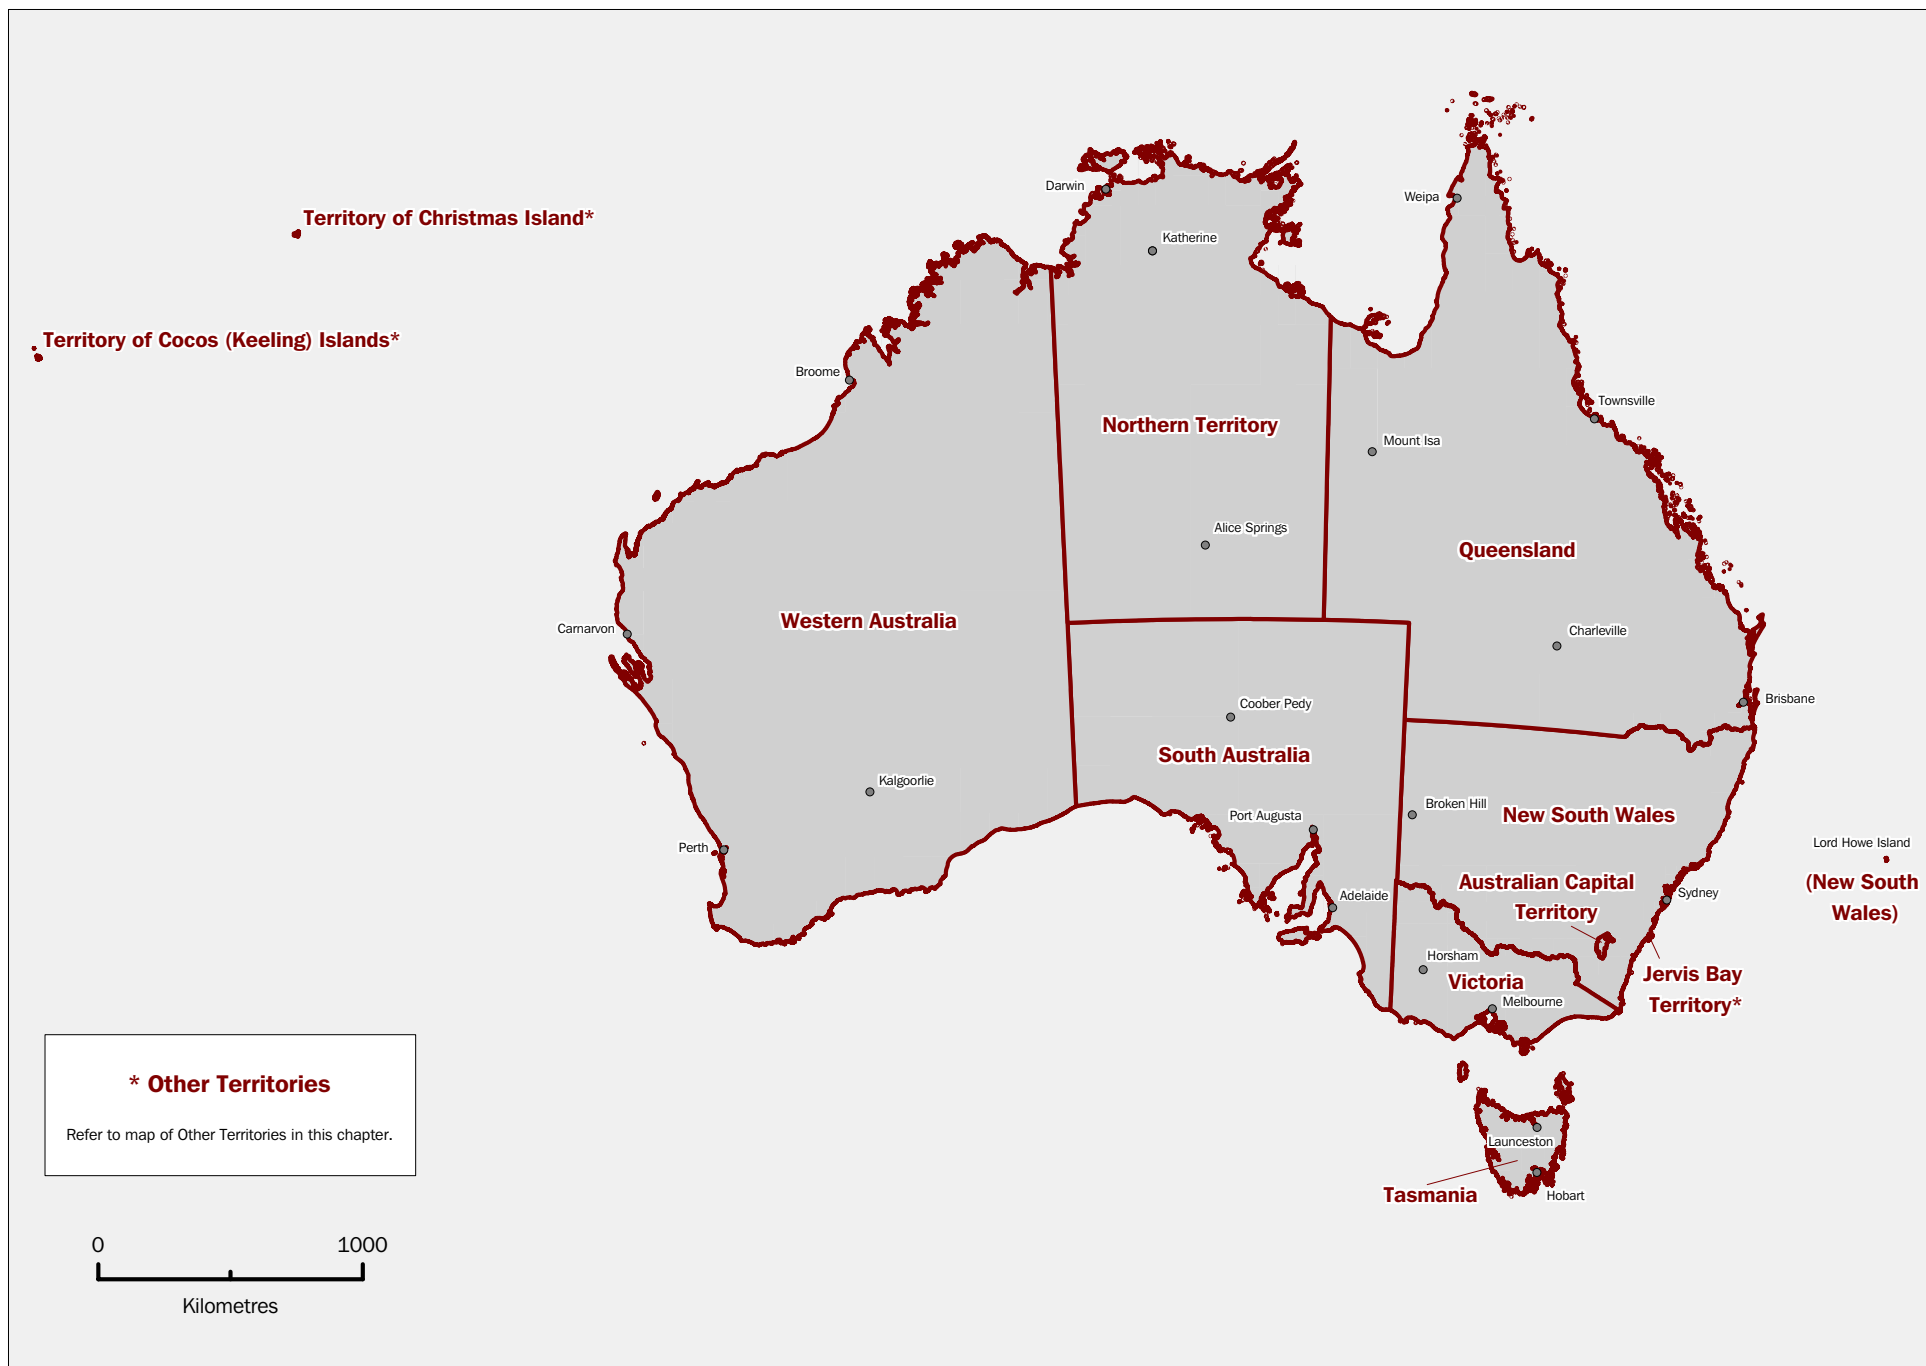 Darwin
Weipa
Territory of Christmas Island*
Katherine
Territory of Cocos (Keeling) Islands*
Broome
Townsville
Northern Territory
Mount Isa
Alice Springs
Queensland
Western Australia
Carnarvon
Charleville
Brisbane
Coober Pedy
South Australia
Kalgoorlie
Broken Hill
Port Augusta
New South Wales
Perth
Lord Howe Island
(New South
Wales)
Australian Capital
Territory
Adelaide
Sydney
Horsham
Victoria
Jervis Bay
Territory*
Melbourne
* Other Territories
Refer to map of Other Territories in this chapter.
Launceston
Tasmania
Hobart
0 1000
Kilometres